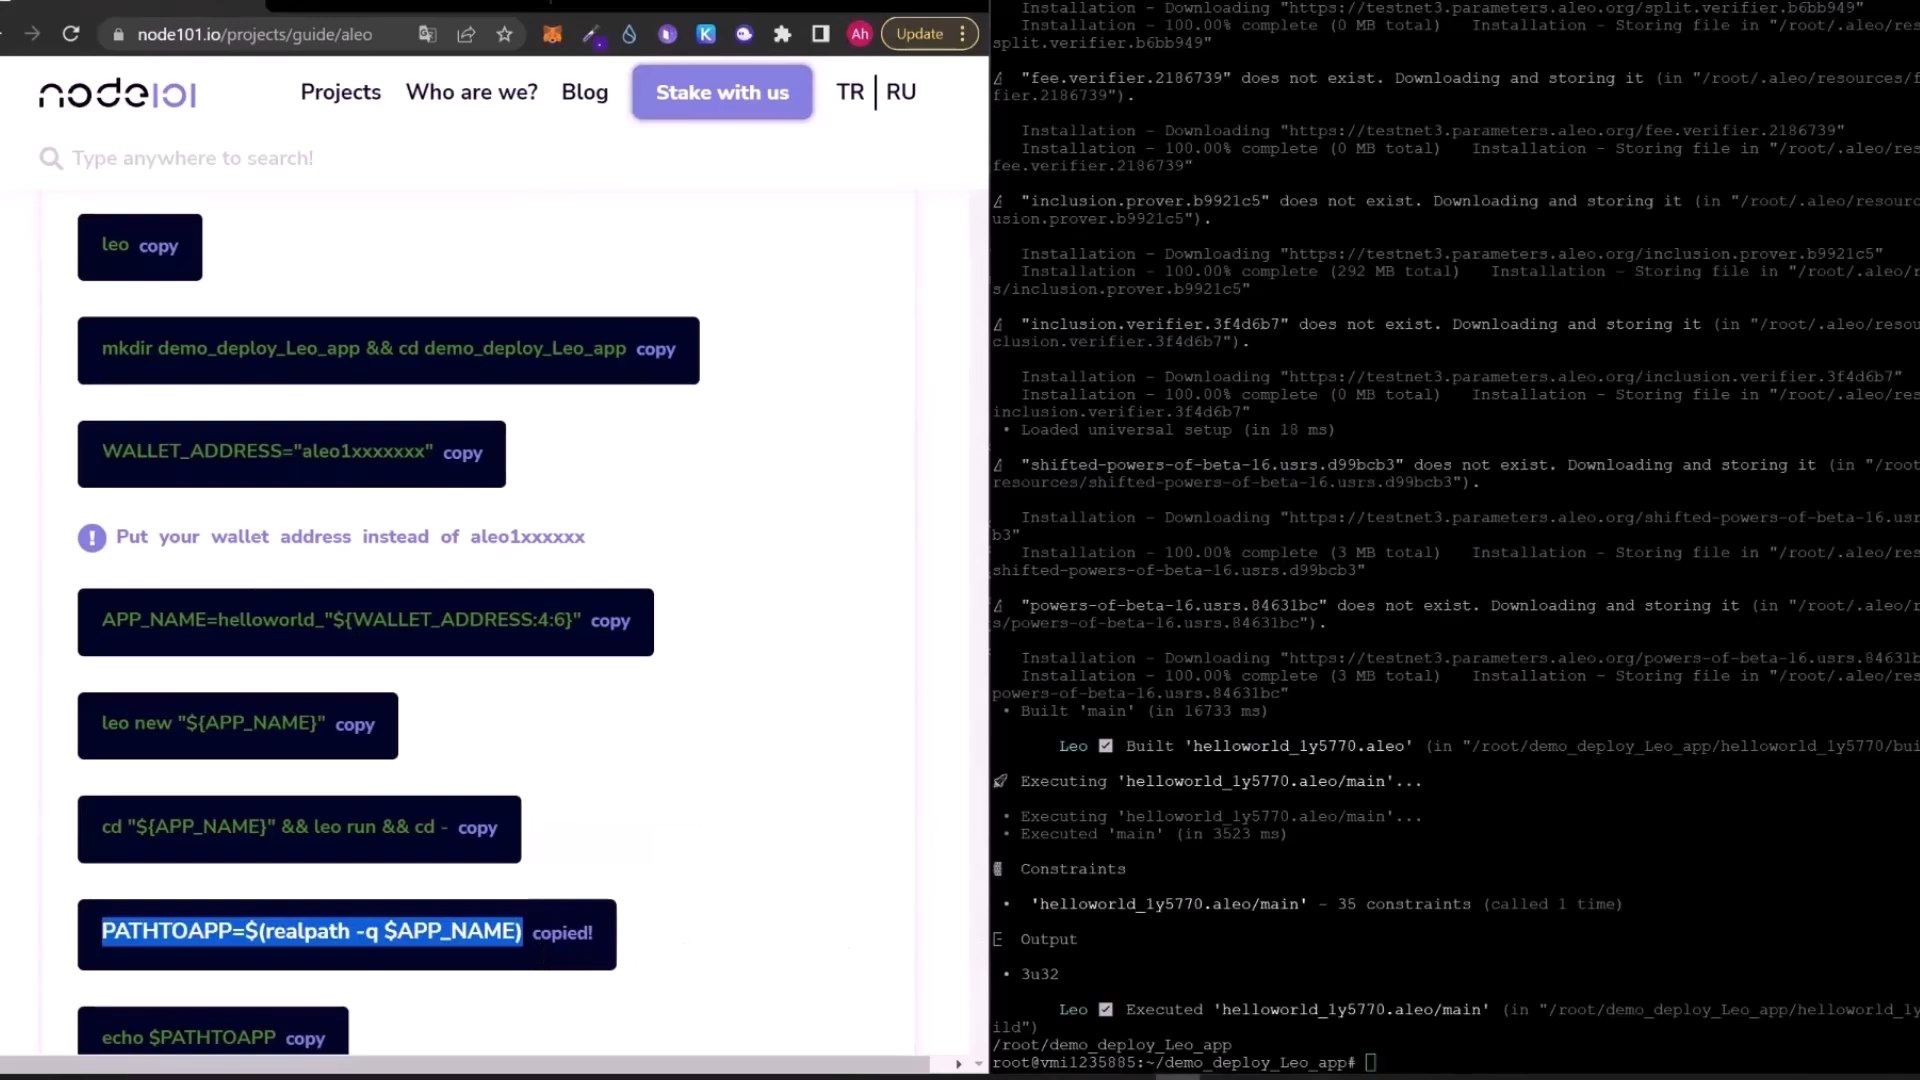 node101.io/projects/guide/aleo
K
Ah
Update
node101
Projects
Who are we?
Blog
Stake with us
TR
RU
Type anywhere to search!
leo copy
mkdir demo_deploy_Leo_app && cd demo_deploy_Leo_app copy
WALLET_ADDRESS="aleo1xxxxxxx" copy
! Put your wallet address instead of aleo1xxxxxx
APP_NAME=helloworld_"${WALLET_ADDRESS:4:6}" copy
leo new "${APP_NAME}" copy
cd "${APP_NAME}" && leo run && cd - copy
PATHTOAPP=$(realpath -q $APP_NAME) copied!
echo $PATHTOAPP copy
Installation - Downloading "https://testnet3.parameters.aleo.org/split.verifier.b6bb949"
Installation - 100.00% complete (0 MB total) Installation - Storing file in "/root/.aleo/res
split.verifier.b6bb949"
"fee.verifier.2186739" does not exist. Downloading and storing it (in "/root/.aleo/resources/f
fier.2186739").
Installation - Downloading "https://testnet3.parameters.aleo.org/fee.verifier.2186739"
Installation - 100.00% complete (0 MB total) Installation - Storing file in "/root/.aleo/res
fee.verifier.2186739"
"inclusion.prover.b9921c5" does not exist. Downloading and storing it (in "/root/.aleo/resourc
usion.prover.b9921c5").
Installation - Downloading "https://testnet3.parameters.aleo.org/inclusion.prover.b9921c5"
Installation - 100.00% complete (292 MB total) Installation - Storing file in "/root/.aleo/r
s/inclusion.prover.b9921c5"
"inclusion.verifier.3f4d6b7" does not exist. Downloading and storing it (in "/root/.aleo/resou
clusion.verifier.3f4d6b7").
Installation - Downloading "https://testnet3.parameters.aleo.org/inclusion.verifier.3f4d6b7"
Installation - 100.00% complete (0 MB total) Installation - Storing file in "/root/.aleo/res
inclusion.verifier.3f4d6b7"
• Loaded universal setup (in 18 ms)
"shifted-powers-of-beta-16.usrs.d99bcb3" does not exist. Downloading and storing it (in "/root
resources/shifted-powers-of-beta-16.usrs.d99bcb3").
Installation - Downloading "https://testnet3.parameters.aleo.org/shifted-powers-of-beta-16.usr
b3"
Installation - 100.00% complete (3 MB total) Installation - Storing file in "/root/.aleo/res
shifted-powers-of-beta-16.usrs.d99bcb3"
"powers-of-beta-16.usrs.84631bc" does not exist. Downloading and storing it (in "/root/.aleo/r
s/powers-of-beta-16.usrs.84631bc").
Installation - Downloading "https://testnet3.parameters.aleo.org/powers-of-beta-16.usrs.84631b
Installation - 100.00% complete (3 MB total) Installation - Storing file in "/root/.aleo/res
powers-of-beta-16.usrs.84631bc"
• Built 'main' (in 16733 ms)
Leo ✅ Built 'helloworld_1y5770.aleo' (in "/root/demo_deploy_Leo_app/helloworld_1y5770/bui
🚀 Executing 'helloworld_1y5770.aleo/main'...
• Executing 'helloworld_1y5770.aleo/main'...
• Executed 'main' (in 3523 ms)
Constraints
• 'helloworld_1y5770.aleo/main' - 35 constraints (called 1 time)
Output
• 3u32
Leo ✅ Executed 'helloworld_1y5770.aleo/main' (in "/root/demo_deploy_Leo_app/helloworld_1y
ild")
/root/demo_deploy_Leo_app
root@vmi1235885:~/demo_deploy_Leo_app#